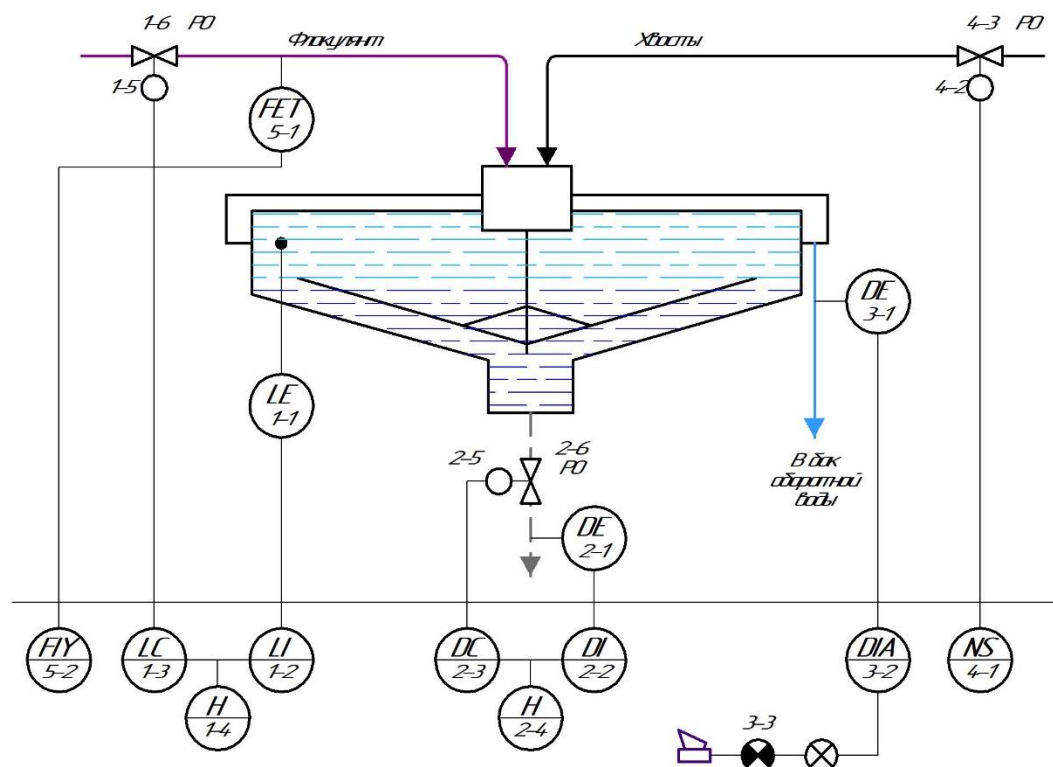 1-6 РО
4-3 РО
Флокулянт
Хвосты
1-5
4-2
FET
5-1
DE
3-1
LE
1-1
2-5
2-6
РО
В бак
оборотной
воды
DE
2-1
FIY
5-2
LC
1-3
LI
1-2
DC
2-3
DI
2-2
DIA
3-2
NS
4-1
H
1-4
H
2-4
3-3